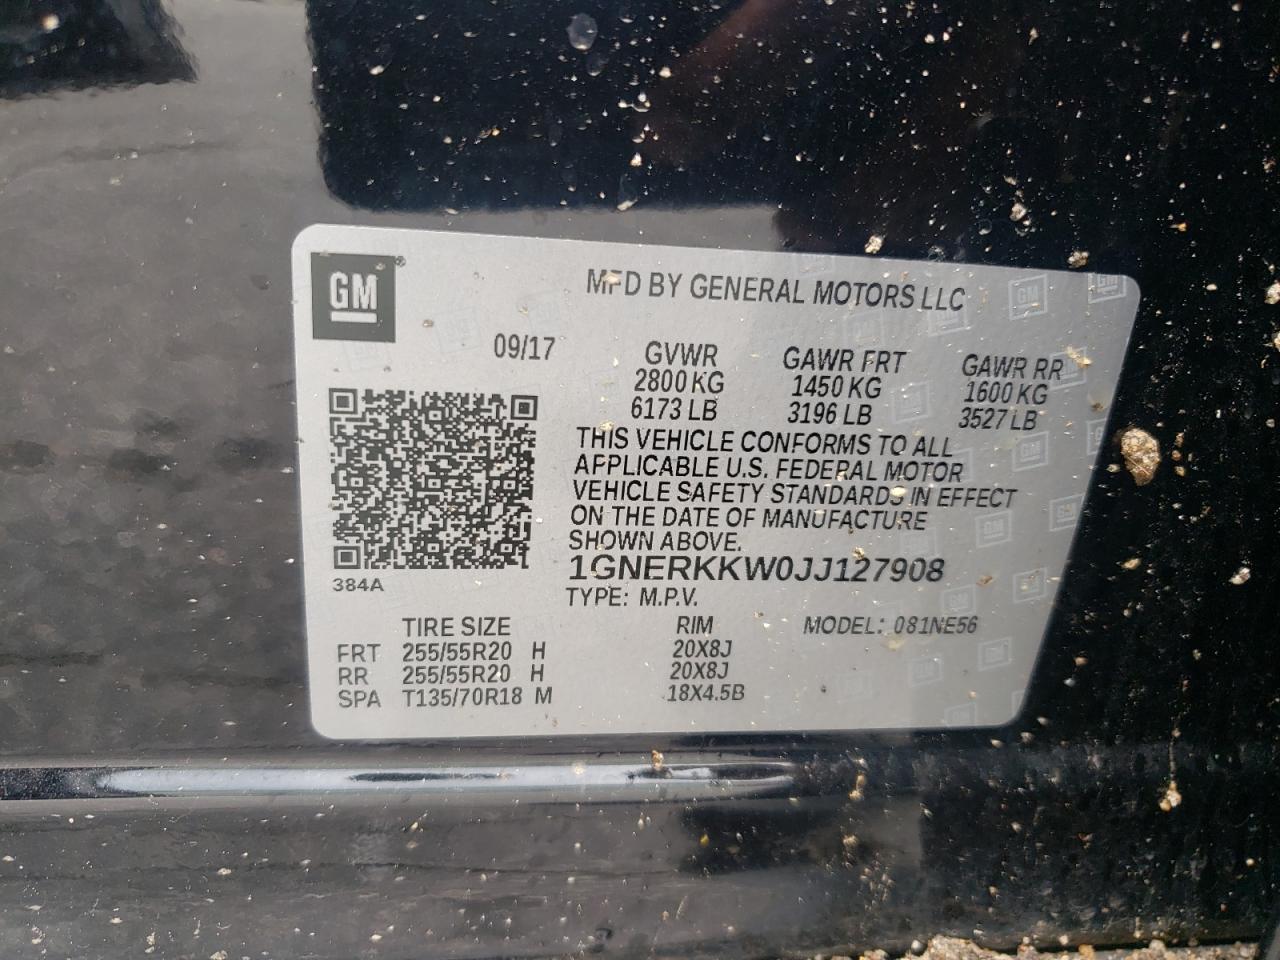 GM
MFD BY GENERAL MOTORS LLC
09/17
GVWR GAWR FRT GAWR RR
2800 KG 1450 KG 1600 KG
6173 LB 3196 LB 3527 LB
THIS VEHICLE CONFORMS TO ALL
APPLICABLE U.S. FEDERAL MOTOR
VEHICLE SAFETY STANDARDS IN EFFECT
ON THE DATE OF MANUFACTURE
SHOWN ABOVE.
1GNERKKW0JJ127908
384A
TYPE: M.P.V.
TIRE SIZE RIM MODEL: 081NE56
FRT 255/55R20 H 20X8J
RR 255/55R20 H 20X8J
SPA T135/70R18 M 18X4.5B